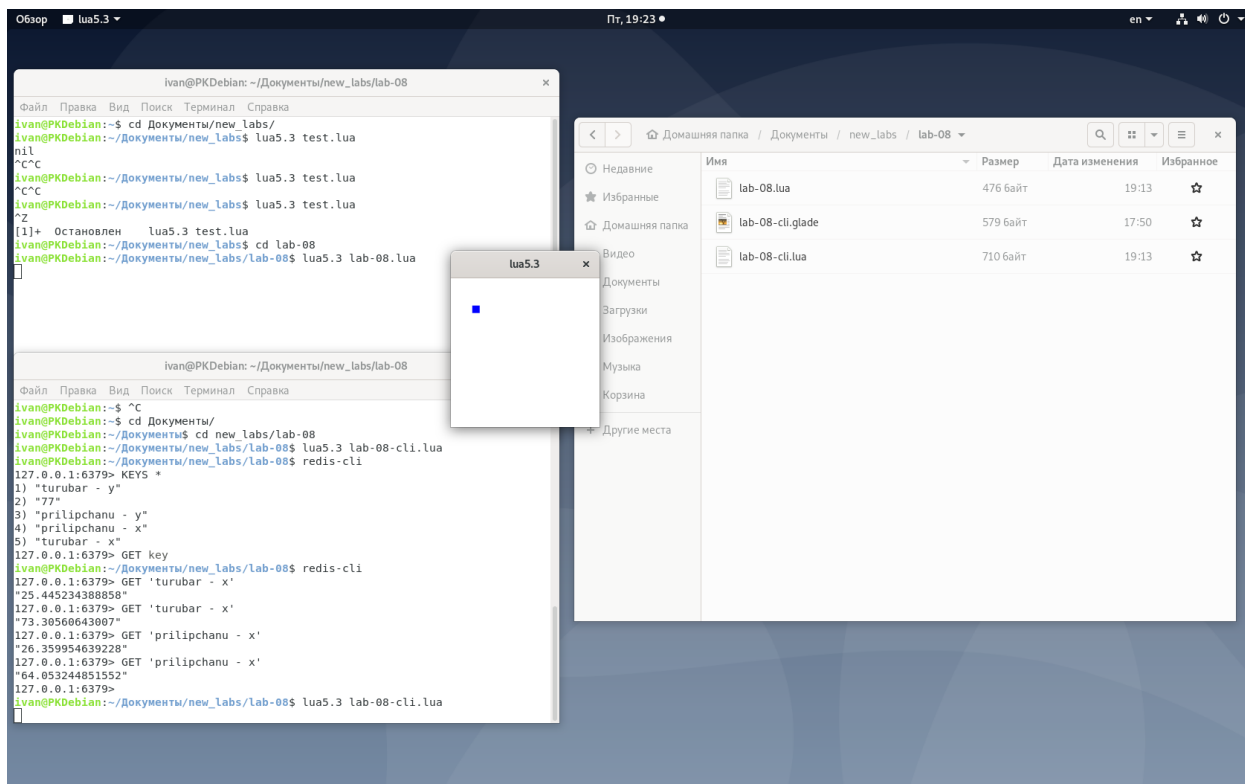 Обзор lua5.3 Пт, 19:23 en
ivan@PKDebian: ~/Документы/new_labs/lab-08 ×
Файл Правка Вид Поиск Терминал Справка
ivan@PKDebian:~$ cd Документы/new_labs/
ivan@PKDebian:~/Документы/new_labs$ lua5.3 test.lua
nil
^C^C
ivan@PKDebian:~/Документы/new_labs$ lua5.3 test.lua
^C^C
ivan@PKDebian:~/Документы/new_labs$ lua5.3 test.lua
^Z
[1]+ Остановлен lua5.3 test.lua
ivan@PKDebian:~/Документы/new_labs$ cd lab-08
ivan@PKDebian:~/Документы/new_labs/lab-08$ lua5.3 lab-08.lua
lua5.3 ×
ivan@PKDebian: ~/Документы/new_labs/lab-08
Файл Правка Вид Поиск Терминал Справка
ivan@PKDebian:~$ ^C
ivan@PKDebian:~$ cd Документы/
ivan@PKDebian:~/Документы$ cd new_labs/lab-08
ivan@PKDebian:~/Документы/new_labs/lab-08$ lua5.3 lab-08-cli.lua
ivan@PKDebian:~/Документы/new_labs/lab-08$ redis-cli
127.0.0.1:6379> KEYS *
1) "turubar - y"
2) "77"
3) "prilipchanu - y"
4) "prilipchanu - x"
5) "turubar - x"
127.0.0.1:6379> GET key
ivan@PKDebian:~/Документы/new_labs/lab-08$ redis-cli
127.0.0.1:6379> GET 'turubar - x'
"25.445234388858"
127.0.0.1:6379> GET 'turubar - x'
"73.30560643007"
127.0.0.1:6379> GET 'prilipchanu - x'
"26.359954639228"
127.0.0.1:6379> GET 'prilipchanu - x'
"64.053244851552"
127.0.0.1:6379>
ivan@PKDebian:~/Документы/new_labs/lab-08$ lua5.3 lab-08-cli.lua
Домашняя папка / Документы / new_labs / lab-08 ×
Недавние
Избранные
Домашняя папка
Видео
Документы
Загрузки
Изображения
Музыка
Корзина
+ Другие места
Имя Размер Дата изменения Избранное
lab-08.lua 476 байт 19:13
lab-08-cli.glade 579 байт 17:50
lab-08-cli.lua 710 байт 19:13